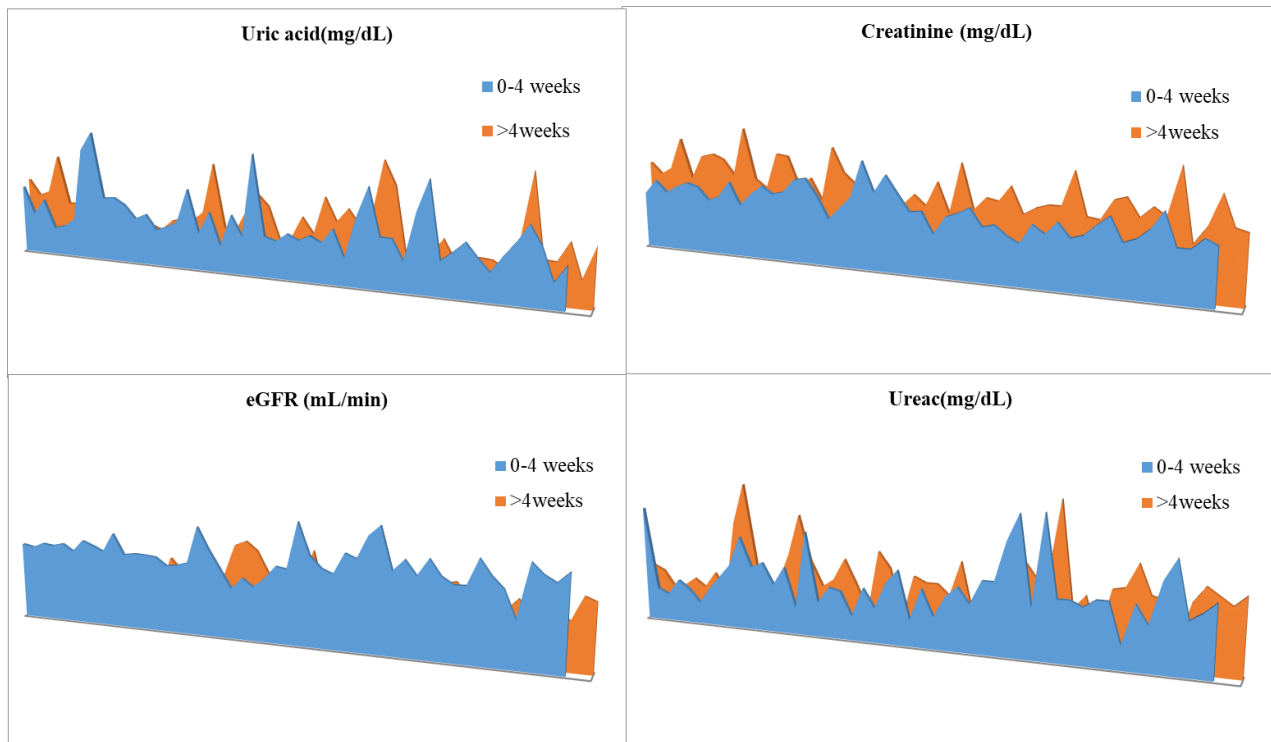 Uric acid(mg/dL)
0-4 weeks
>4weeks
Creatinine (mg/dL)
0-4 weeks
>4weeks
eGFR (mL/min)
0-4 weeks
>4weeks
Ureac(mg/dL)
0-4 weeks
>4weeks